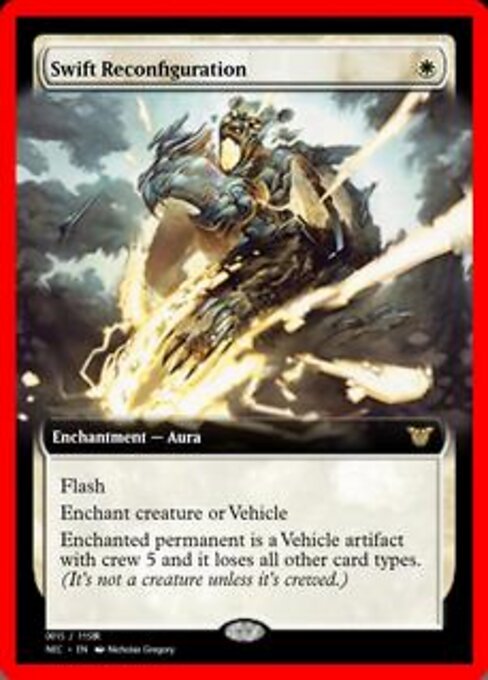 Swift Reconfiguration
Enchantment — Aura
Flash
Enchant creature or Vehicle
Enchanted permanent is a Vehicle artifact
with crew 5 and it loses all other card types.
(It's not a creature unless it's crewed.)
NEC • EN Nicholas Gregory